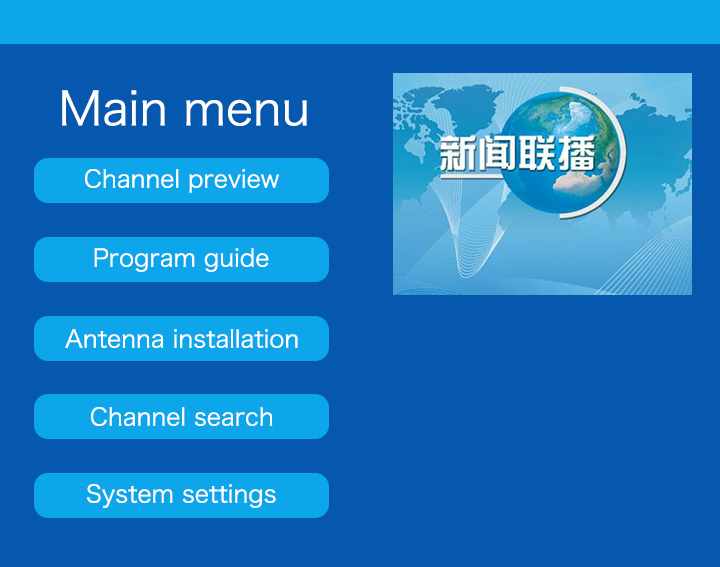 Main menu
Channel preview
Program guide
Antenna installation
Channel search
System settings
新闻联播